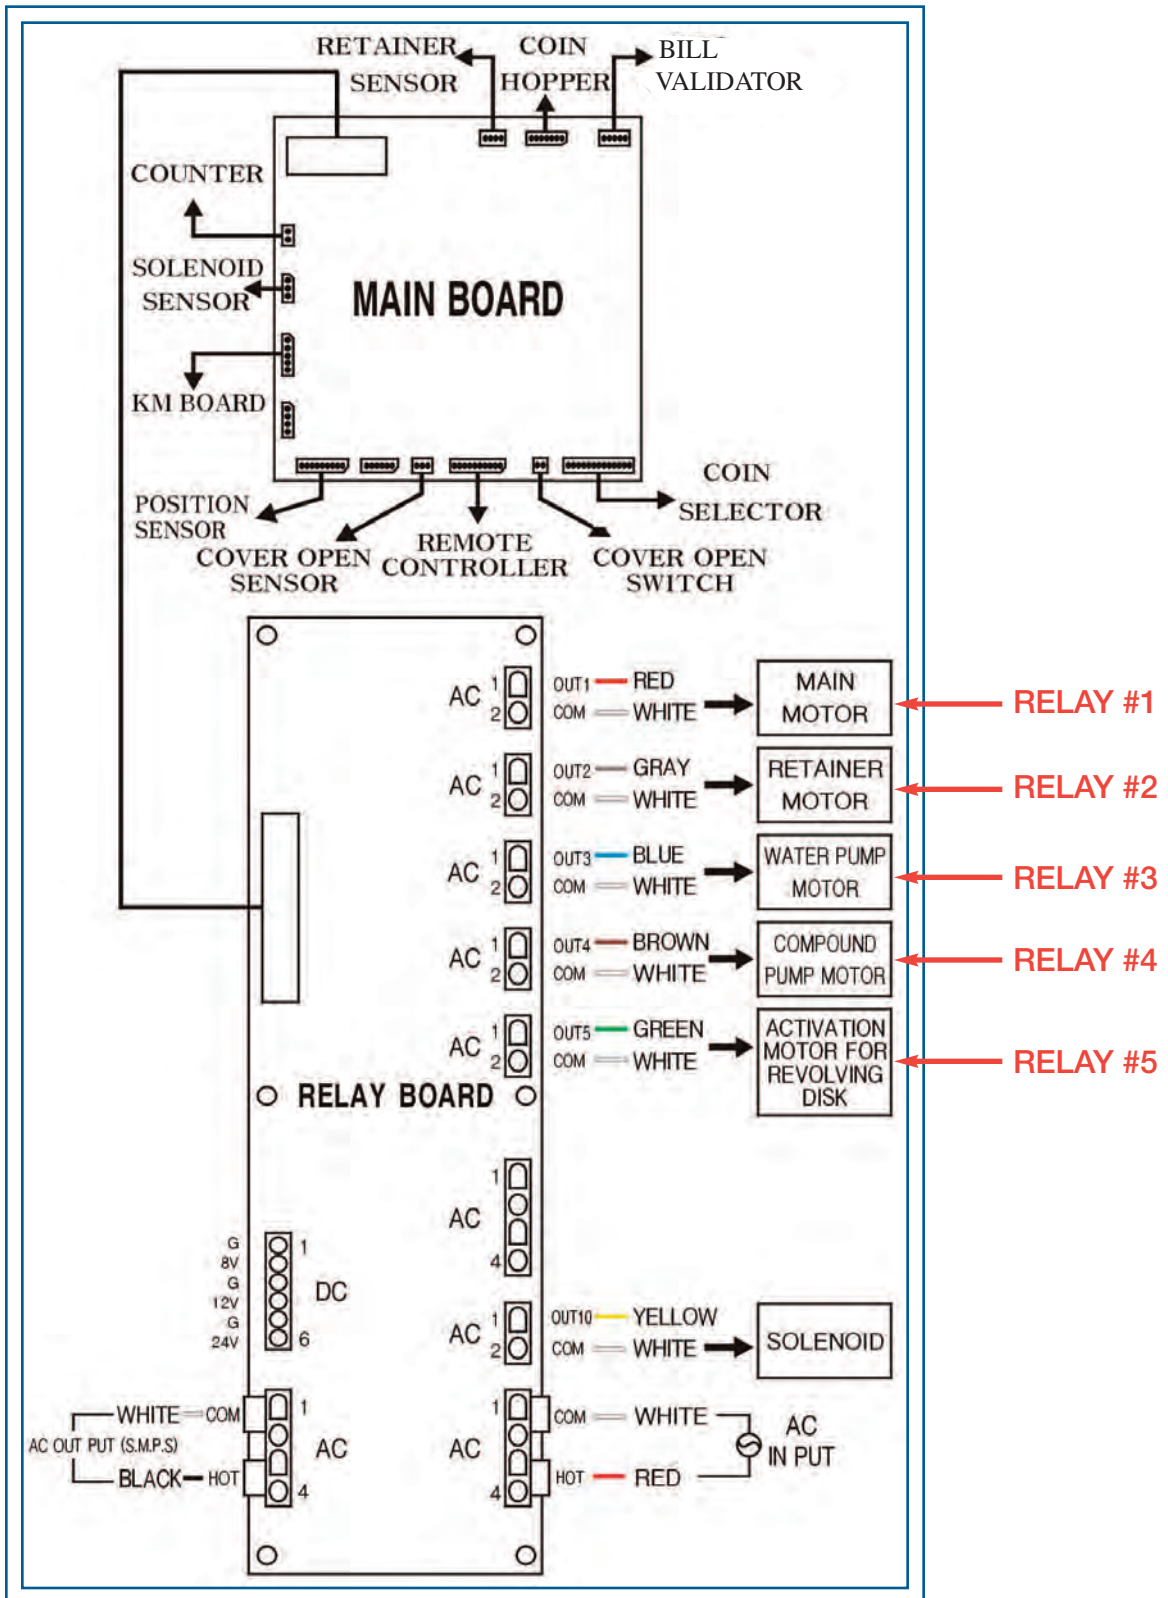 RETAINER
SENSOR
COIN
HOPPER
BILL
VALIDATOR
COUNTER
SOLENOID
SENSOR
MAIN BOARD
KM BOARD
POSITION
SENSOR
COVER OPEN
SENSOR
REMOTE
CONTROLLER
COVER OPEN
SWITCH
COIN
SELECTOR
AC 1 OUT1 RED
2 COM WHITE
MAIN
MOTOR
RELAY #1
AC 1 OUT2 GRAY
2 COM WHITE
RETAINER
MOTOR
RELAY #2
AC 1 OUT3 BLUE
2 COM WHITE
WATER PUMP
MOTOR
RELAY #3
AC 1 OUT4 BROWN
2 COM WHITE
COMPOUND
PUMP MOTOR
RELAY #4
AC 1 OUT5 GREEN
2 COM WHITE
ACTIVATION
MOTOR FOR
REVOLVING
DISK
RELAY #5
RELAY BOARD
1
AC
4
G 1
8V
G
12V
DC
G
24V 6
AC 1 OUT10 YELLOW
2 COM WHITE
SOLENOID
WHITE COM 1
AC OUT PUT (S.M.P.S)
AC
BLACK HOT 4
1 COM WHITE
AC
4 HOT RED
AC
IN PUT